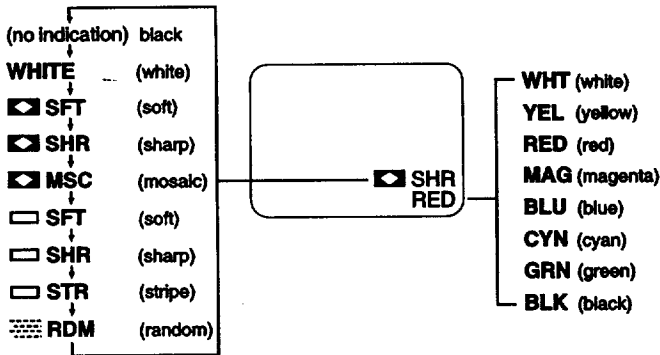 (no indication) black
WHITE (white)
SFT (soft)
SHR (sharp)
MSC (mosaic)
SFT (soft)
SHR (sharp)
STR (stripe)
RDM (random)
SHR
RED
WHT (white)
YEL (yellow)
RED (red)
MAG (magenta)
BLU (blue)
CYN (cyan)
GRN (green)
BLK (black)